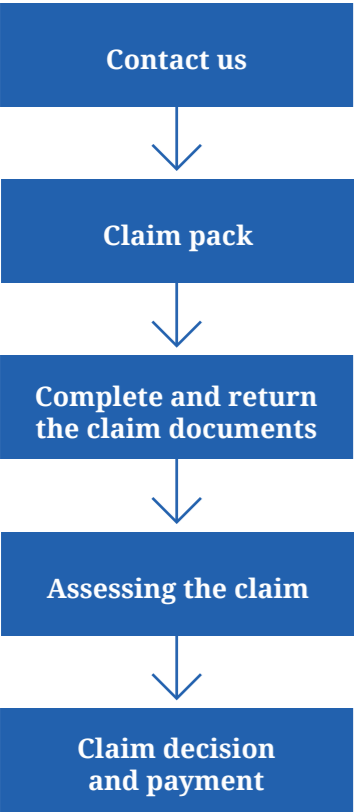 Contact us
Claim pack
Complete and return
the claim documents
Assessing the claim
Claim decision
and payment